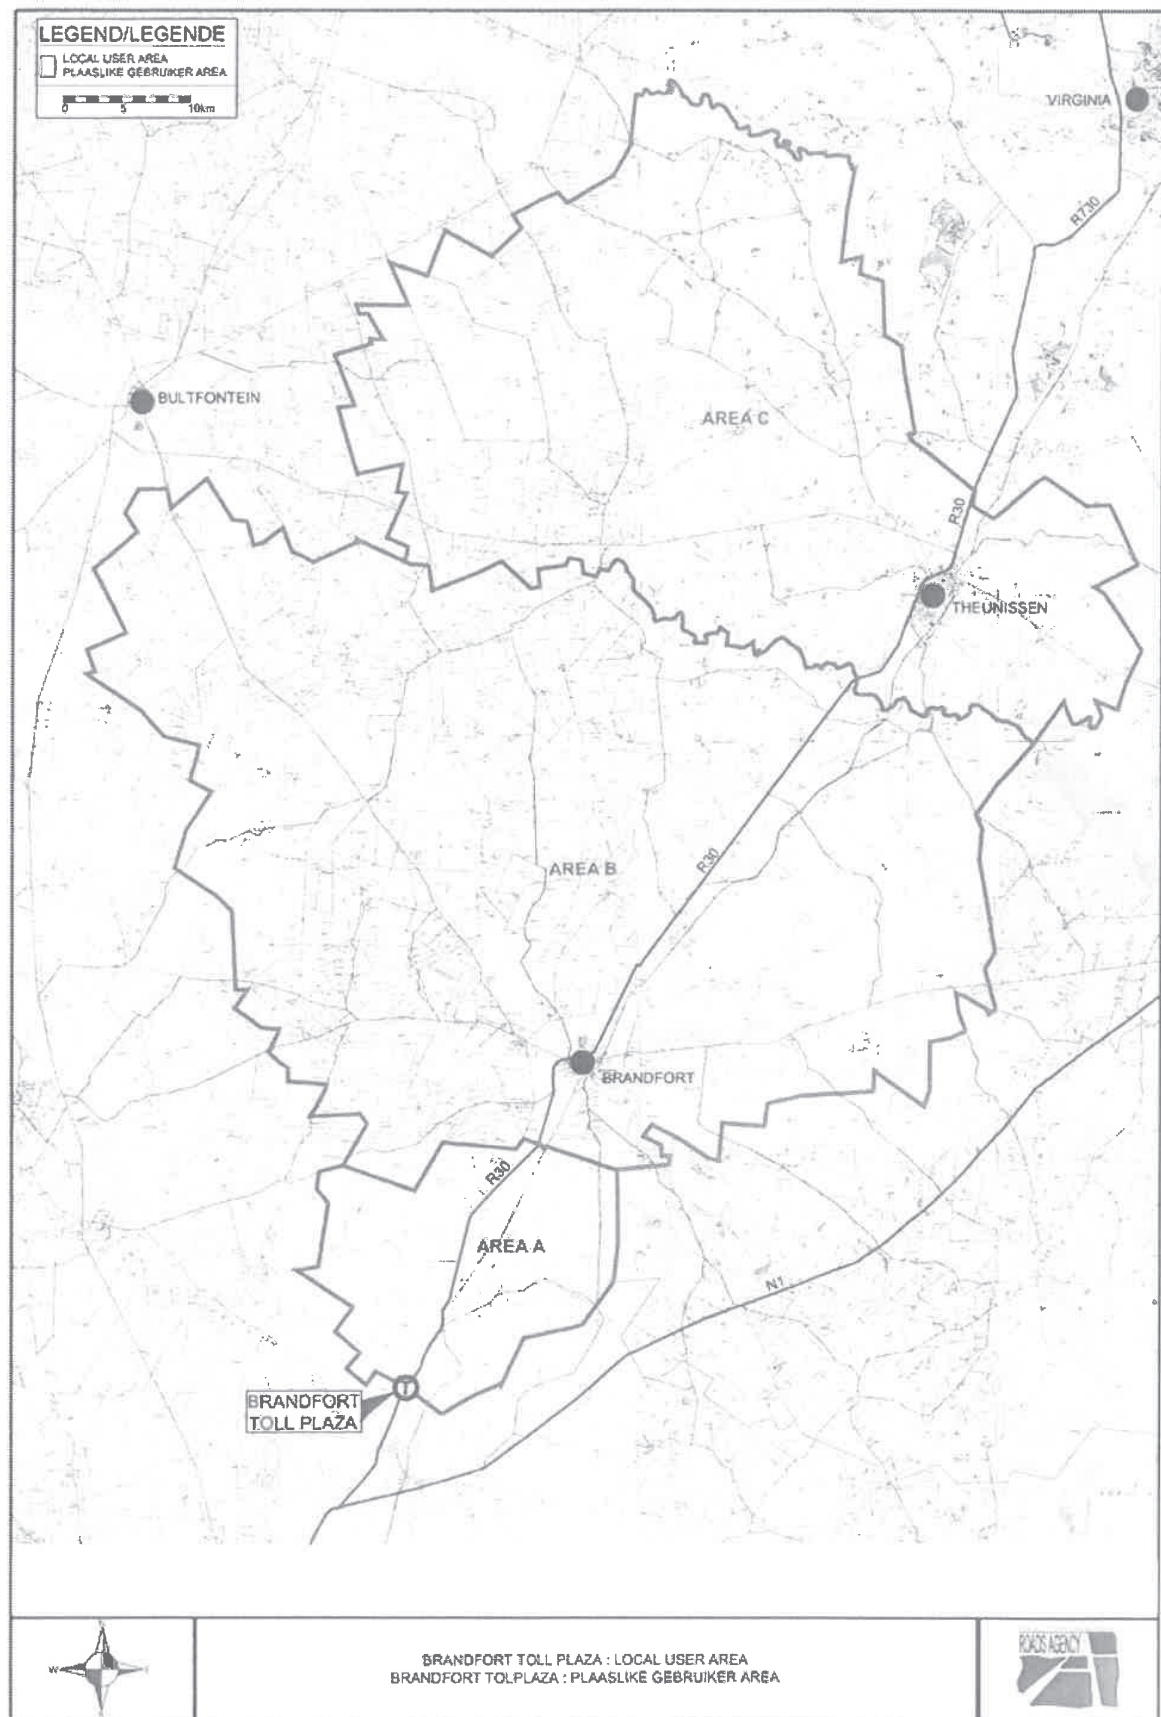 LEGEND/LEGENDE
LOCAL USER AREA
PLAASLIKE GEBRUIKER AREA
0 5 10km
VIRGINIA
R730
BULTFONTEIN
AREA C
R30
THEUNISSEN
AREA B
R30
BRANDFORT
R30
AREA A
N1
BRANDFORT
TOLL PLAZA
T
W
BRANDFORT TOLL PLAZA : LOCAL USER AREA
BRANDFORT TOLPLAZA : PLAASLIKE GEBRUIKER AREA
ROADS AGENCY